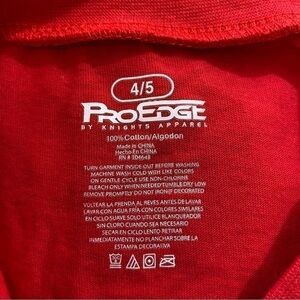 4/5
PROEDGE
BY KNIGHTS APPAREL
100% Cotton/Algodon
Made in CHINA
Hecho En CHINA
RN # 104648
TURN GARMENT INSIDE OUT BEFORE WASHING
MACHINE WASH COLD WITH LIKE COLORS
ON GENTLE CYCLE USE NON-CHLORINE
BLEACH ONLY WHEN NEEDED TUMBLE DRY LOW
REMOVE PROMPTLY DO NOT IRON IF DECORATED
VOLTEAR LA PRENDA AL REVES ANTES DE LAVAR
LAVAR CON AGUA FRIA CON COLORES SIMILARES
EN CICLO SUAVE SOLO UTILICE BLANQUEADOR
SIN CLORO CUANDO SEA NECESARIO
SECAR EN CICLO LENTO RETIRAR
INMEDIATAMENTE NO PLANCHAR SOBRE LA
ESTAMPA DECORATIVA